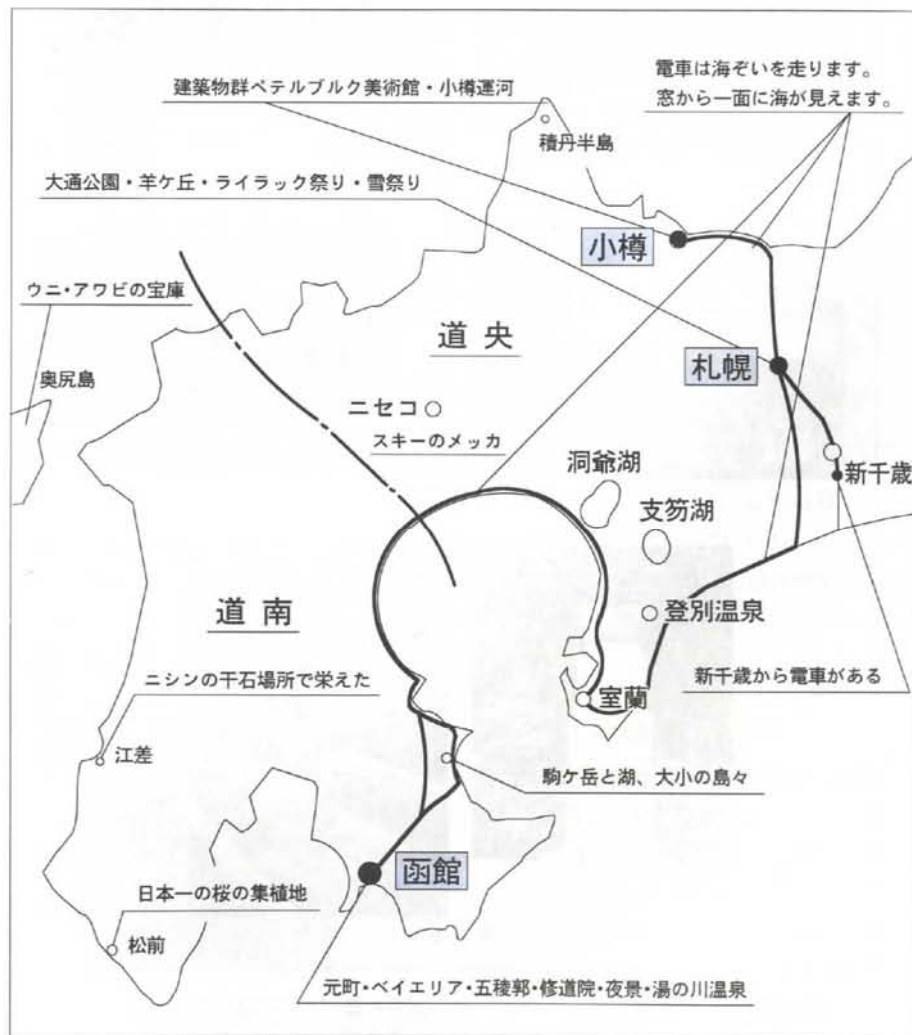 電車は海ぞいを走ります。
窓から一面に海が見えます。
建築物群ペテルブルク美術館・小樽運河
積丹半島
大通公園・羊ケ丘・ライラック祭り・雪祭り
小樽
ウニ・アワビの宝庫
道央
札幌
奥尻島
ニセコ
スキーのメッカ
洞爺湖
新千歳
支笏湖
道南
登別温泉
ニシンの干石場所で栄えた
新千歳から電車がある
室蘭
江差
駒ケ岳と湖、大小の島々
函館
日本一の桜の集植地
松前
元町・ベイエリア・五稜郭・修道院・夜景・湯の川温泉